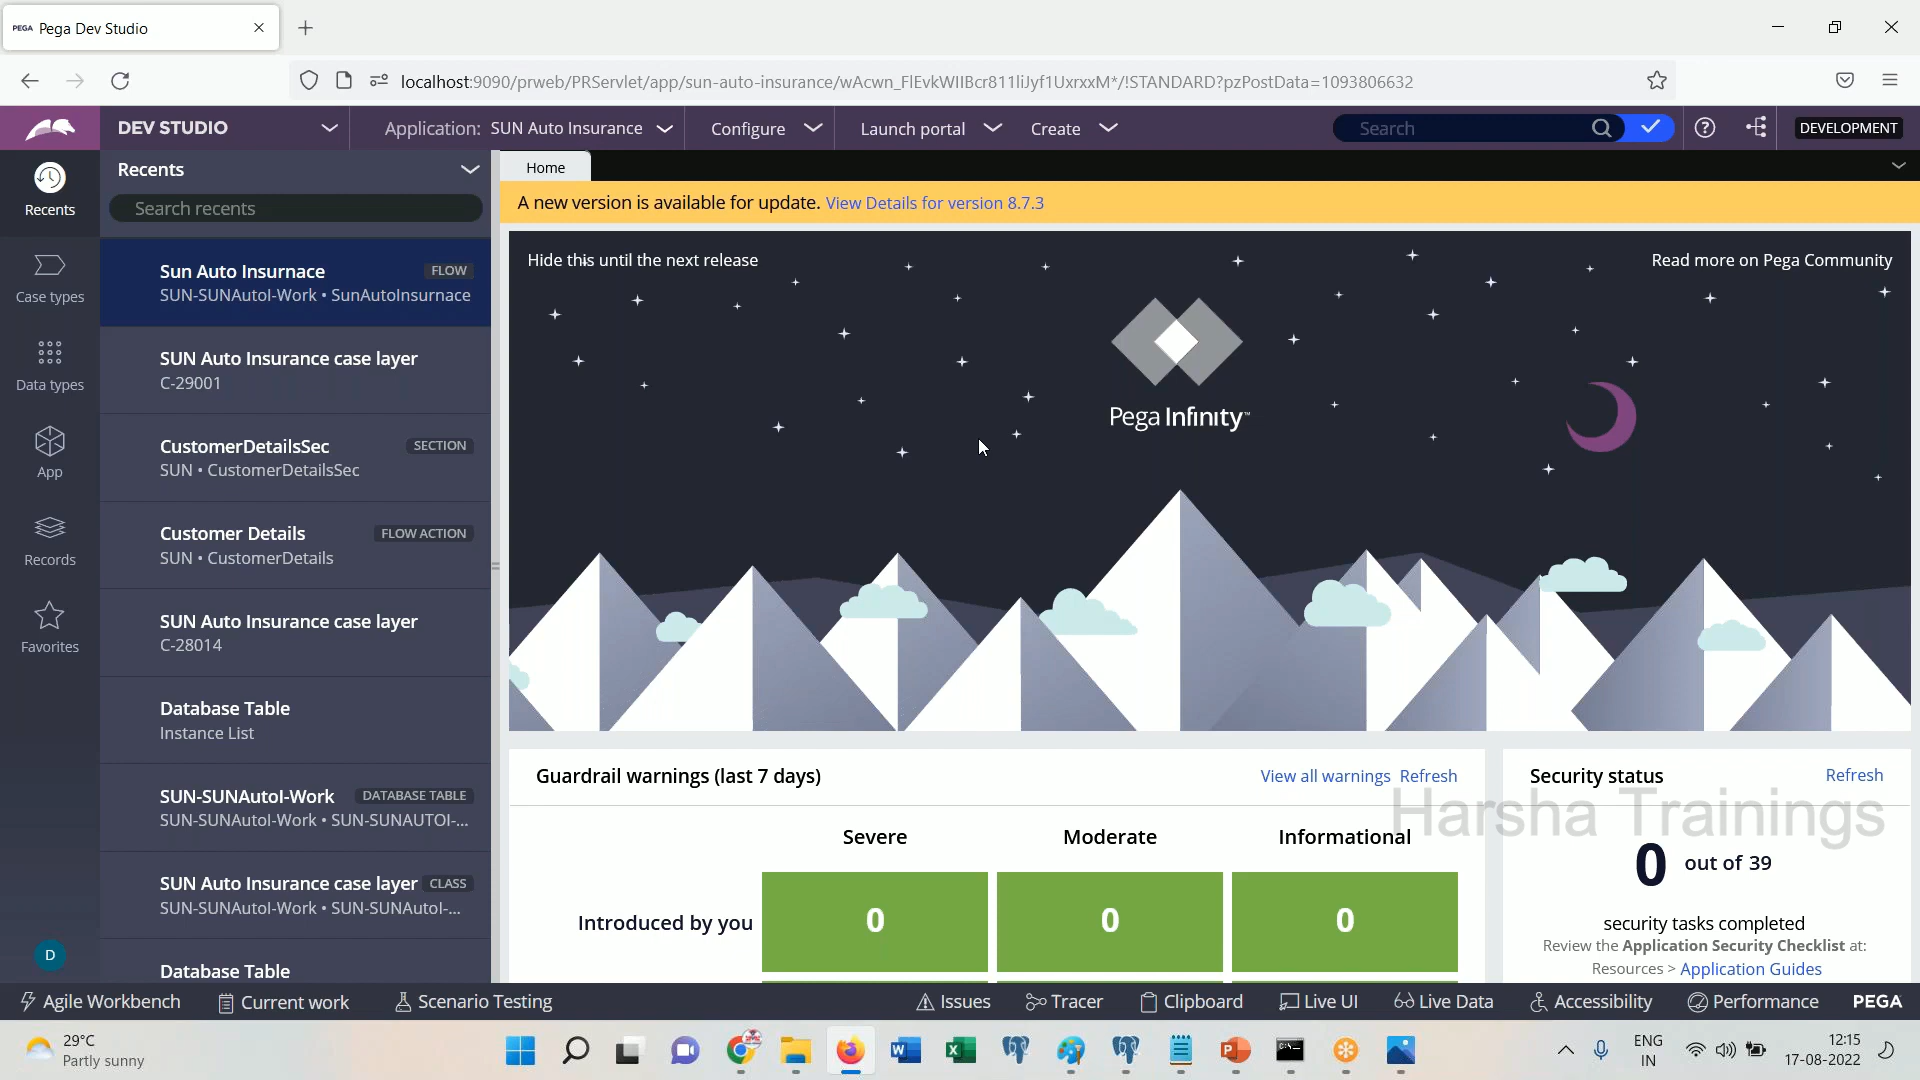 PEGA Pega Dev Studio
localhost:9090/prweb/PRServlet/app/sun-auto-insurance/wAcwn_FlEvkWIIBcr811liJyf1UxrxxM*/!STANDARD?pzPostData=1093806632
DEV STUDIO
Application: SUN Auto Insurance
Configure
Launch portal
Create
Search
DEVELOPMENT
Recents
Case types
Data types
App
Records
Favorites
D
Recents
Search recents
Sun Auto Insurnace FLOW
SUN-SUNAutoI-Work • SunAutoInsurnace
SUN Auto Insurance case layer
C-29001
CustomerDetailsSec SECTION
SUN • CustomerDetailsSec
Customer Details FLOW ACTION
SUN • CustomerDetails
SUN Auto Insurance case layer
C-28014
Database Table
Instance List
SUN-SUNAutoI-Work DATABASE TABLE
SUN-SUNAutoI-Work • SUN-SUNAUTOI-...
SUN Auto Insurance case layer CLASS
SUN-SUNAutoI-Work • SUN-SUNAutoI-...
Database Table
Home
A new version is available for update. View Details for version 8.7.3
Hide this until the next release
Read more on Pega Community
Pega Infinity™
Guardrail warnings (last 7 days)
View all warnings Refresh
Severe Moderate Informational
Introduced by you 0 0 0
Security status Refresh
Harsha Trainings
0 out of 39
security tasks completed
Review the Application Security Checklist at:
Resources > Application Guides
Agile Workbench Current work Scenario Testing Issues Tracer Clipboard Live UI Live Data Accessibility Performance PEGA
29°C
Partly sunny
ENG
IN
12:15
17-08-2022